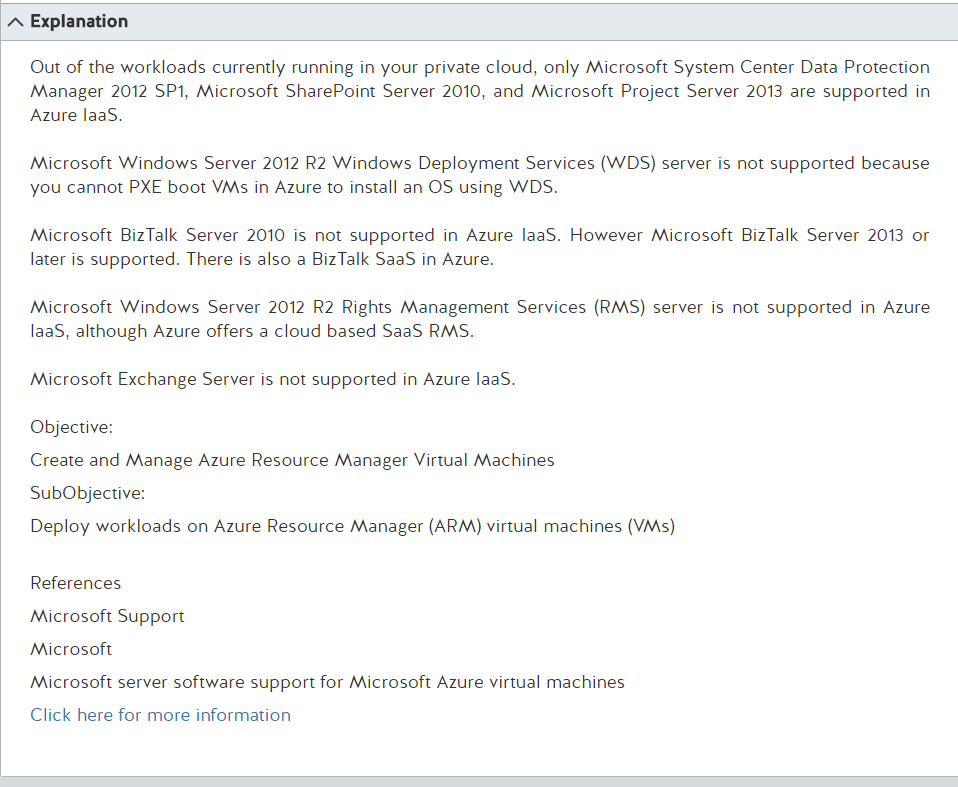 Explanation
Out of the workloads currently running in your private cloud, only Microsoft System Center Data Protection
Manager 2012 SP1, Microsoft SharePoint Server 2010, and Microsoft Project Server 2013 are supported in
Azure IaaS.
Microsoft Windows Server 2012 R2 Windows Deployment Services (WDS) server is not supported because
you cannot PXE boot VMs in Azure to install an OS using WDS.
Microsoft BizTalk Server 2010 is not supported in Azure IaaS. However Microsoft BizTalk Server 2013 or
later is supported. There is also a BizTalk SaaS in Azure.
Microsoft Windows Server 2012 R2 Rights Management Services (RMS) server is not supported in Azure
IaaS, although Azure offers a cloud based SaaS RMS.
Microsoft Exchange Server is not supported in Azure IaaS.
Objective:
Create and Manage Azure Resource Manager Virtual Machines
SubObjective:
Deploy workloads on Azure Resource Manager (ARM) virtual machines (VMs)
References
Microsoft Support
Microsoft
Microsoft server software support for Microsoft Azure virtual machines
Click here for more information